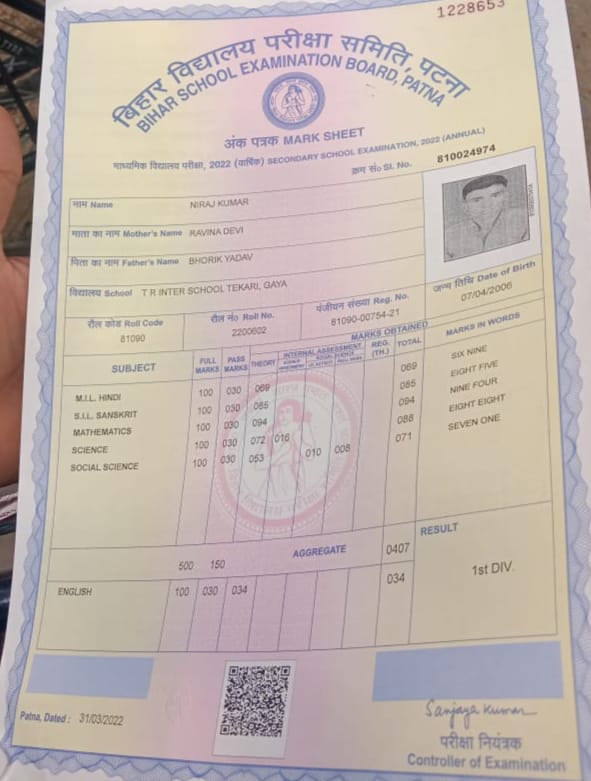 1228653
बिहार विद्यालय परीक्षा समिति, पटना
BIHAR SCHOOL EXAMINATION BOARD, PATNA
अंक पत्रक MARK SHEET
माध्यमिक विद्यालय परीक्षा, 2022 (वार्षिक) SECONDARY SCHOOL EXAMINATION, 2022 (ANNUAL)
क्रम सं० Sl. No. 810024974
नाम Name NIRAJ KUMAR
माता का नाम Mother's Name RAVINA DEVI
पिता का नाम Father's Name BHORIK YADAV
विद्यालय School T R INTER SCHOOL TEKARI, GAYA
जन्म तिथि Date of Birth
07/04/2006
रौल कोड Roll Code रौल नं० Roll No. पंजीयन संख्या Reg. No.
81090 2200602 81090-00754-21
MARKS OBTAINED
SUBJECT FULL MARKS PASS MARKS THEORY INTERNAL ASSESSMENT REG. (TH.) TOTAL MARKS IN WORDS
M.I.L. HINDI 100 030 069 069 SIX NINE
S.I.L. SANSKRIT 100 030 085 085 EIGHT FIVE
MATHEMATICS 100 030 094 094 NINE FOUR
SCIENCE 100 030 072 016 088 EIGHT EIGHT
SOCIAL SCIENCE 100 030 053 010 008 071 SEVEN ONE
500 150 AGGREGATE 0407 RESULT
1st DIV.
ENGLISH 100 030 034 034
Patna, Dated : 31/03/2022
Sanjaya Kumar
परीक्षा नियंत्रक
Controller of Examination